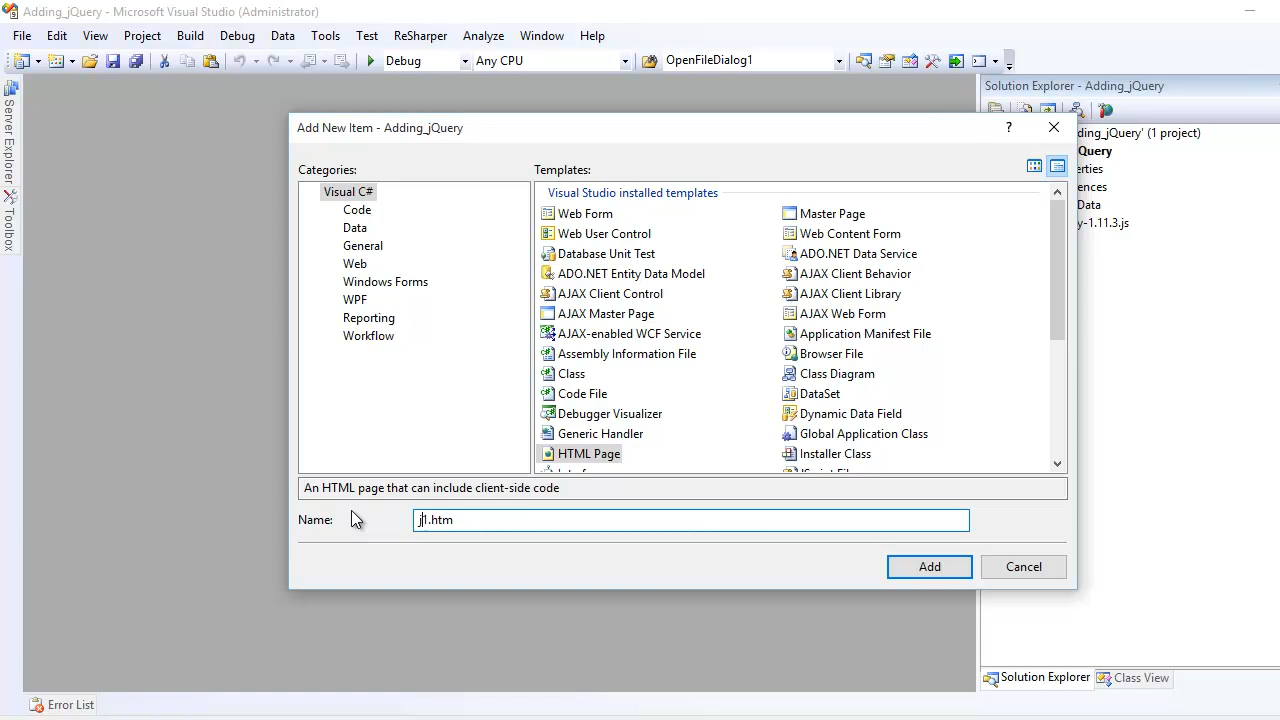 Adding_jQuery - Microsoft Visual Studio (Administrator)
File Edit View Project Build Debug Data Tools Test ReSharper Analyze Window Help
Debug Any CPU OpenFileDialog1
Server Explorer
Toolbox
Solution Explorer - Adding_jQuery
dding_jQuery' (1 project)
Query
erties
ences
Data
y-1.11.3.js
Add New Item - Adding_jQuery
?
Categories:
Visual C#
Code
Data
General
Web
Windows Forms
WPF
Reporting
Workflow
Templates:
Visual Studio installed templates
Web Form Master Page
Web User Control Web Content Form
Database Unit Test ADO.NET Data Service
ADO.NET Entity Data Model AJAX Client Behavior
AJAX Client Control AJAX Client Library
AJAX Master Page AJAX Web Form
AJAX-enabled WCF Service Application Manifest File
Assembly Information File Browser File
Class Class Diagram
Code File DataSet
Debugger Visualizer Dynamic Data Field
Generic Handler Global Application Class
HTML Page Installer Class
An HTML page that can include client-side code
Name: j1.htm
Add Cancel
Solution Explorer Class View
Error List